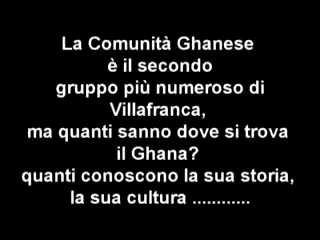 La Comunità Ghanese
è il secondo
gruppo più numeroso di
Villafranca,
ma quanti sanno dove si trova
il Ghana?
quanti conoscono la sua storia,
la sua cultura ............